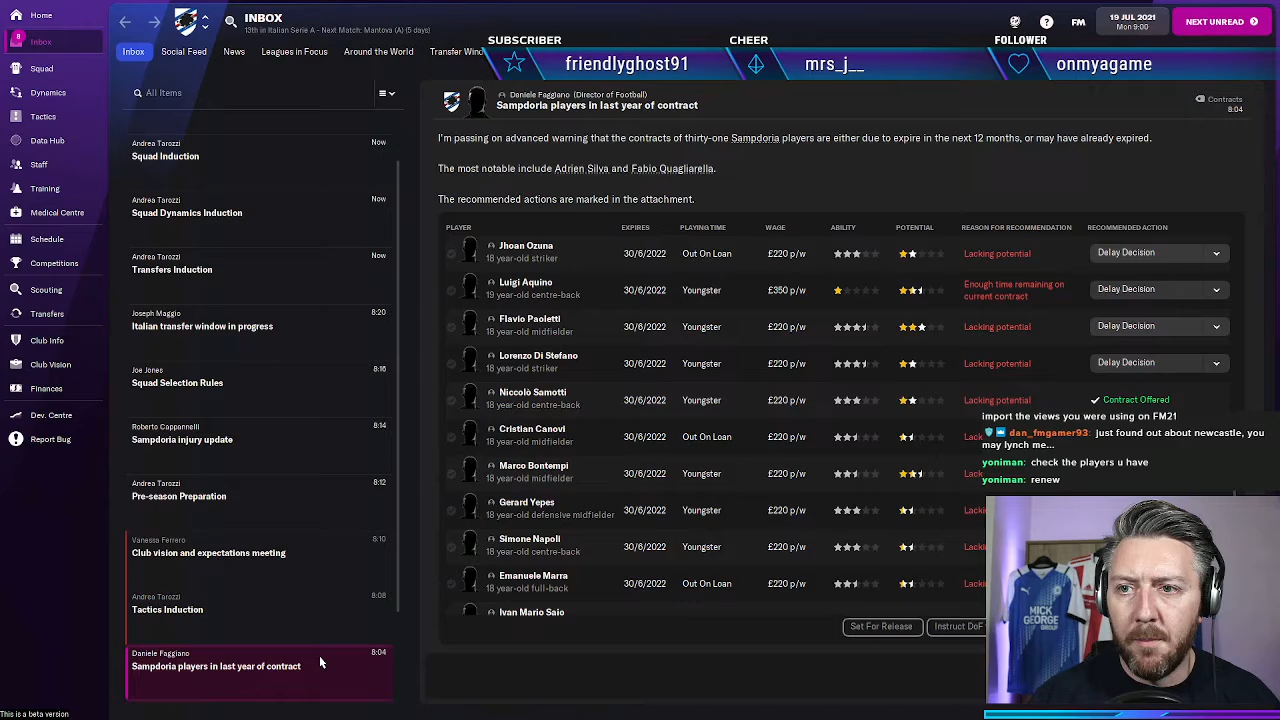 Home
INBOX
13th in Italian Serie A - Next Match: Mantova (A) (5 days)
FM
19 JUL 2021
Mon 9:00
NEXT UNREAD
8
Inbox
Squad
Dynamics
Tactics
Data Hub
Staff
Training
Medical Centre
Schedule
Competitions
Scouting
Transfers
Club Info
Club Vision
Finances
Dev. Centre
Report Bug
This is a beta version
Inbox
Social Feed
News
Leagues in Focus
Around the World
Transfer Wind
SUBSCRIBER
friendlyghost91
CHEER
mrs_j__
FOLLOWER
onmyagame
All Items
Andrea Tarozzi Now
Squad Induction
Andrea Tarozzi Now
Squad Dynamics Induction
Andrea Tarozzi Now
Transfers Induction
Joseph Maggio 8:20
Italian transfer window in progress
Joe Jones 8:16
Squad Selection Rules
Roberto Cappannelli 8:14
Sampdoria injury update
Andrea Tarozzi 8:12
Pre-season Preparation
Vanessa Ferrero 8:10
Club vision and expectations meeting
Andrea Tarozzi 8:08
Tactics Induction
Daniele Faggiano 8:04
Sampdoria players in last year of contract
Daniele Faggiano (Director of Football)
Sampdoria players in last year of contract
Contracts
8:04
I'm passing on advanced warning that the contracts of thirty-one Sampdoria players are either due to expire in the next 12 months, or may have already expired.
The most notable include Adrien Silva and Fabio Quagliarella.
The recommended actions are marked in the attachment.
PLAYER EXPIRES PLAYING TIME WAGE ABILITY POTENTIAL REASON FOR RECOMMENDATION RECOMMENDED ACTION
Jhoan Ozuna
18 year-old striker
30/6/2022 Out On Loan £220 p/w Lacking potential Delay Decision
Luigi Aquino
19 year-old centre-back
30/6/2022 Youngster £350 p/w Enough time remaining on
current contract
Delay Decision
Flavio Paoletti
18 year-old midfielder
30/6/2022 Youngster £220 p/w Lacking potential Delay Decision
Lorenzo Di Stefano
18 year-old striker
30/6/2022 Youngster £220 p/w Lacking potential Delay Decision
Niccolò Samotti
18 year-old centre-back
30/6/2022 Youngster £220 p/w Lacking potential Contract Offered
Cristian Canovi
18 year-old midfielder
30/6/2022 Out On Loan £220 p/w Lack
Marco Bontempi
18 year-old midfielder
30/6/2022 Youngster £220 p/w Lack
Gerard Yepes
18 year-old defensive midfielder
30/6/2022 Youngster £220 p/w Lacki
Simone Napoli
18 year-old centre-back
30/6/2022 Youngster £220 p/w Lacki
Emanuele Marra
18 year-old full-back
30/6/2022 Out On Loan £220 p/w Lacki
Ivan Mario Saio
Set For Release
Instruct DoF
import the views you were using on FM21
dan_fmgamer93: just found out about newcastle, you
may lynch me...
yoniman: check the players u have
yoniman: renew
MICK
GEORGE
GROUP